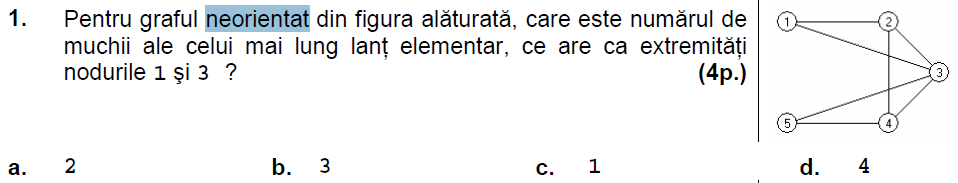 1. Pentru graful neorientat din figura alăturată, care este numărul de
muchii ale celui mai lung lanț elementar, ce are ca extremități
nodurile 1 şi 3 ? (4p.)
1 2
3
5 4
a. 2 b. 3 c. 1 d. 4